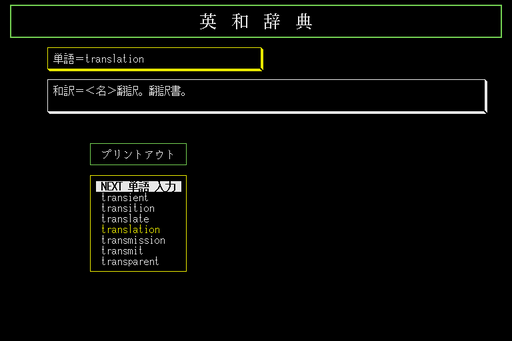 英和辞典
単語＝translation
和訳＝＜名＞翻訳。翻訳書。
プリントアウト
NEXT 単語 入力
transient
transition
translate
translation
transmission
transmit
transparent